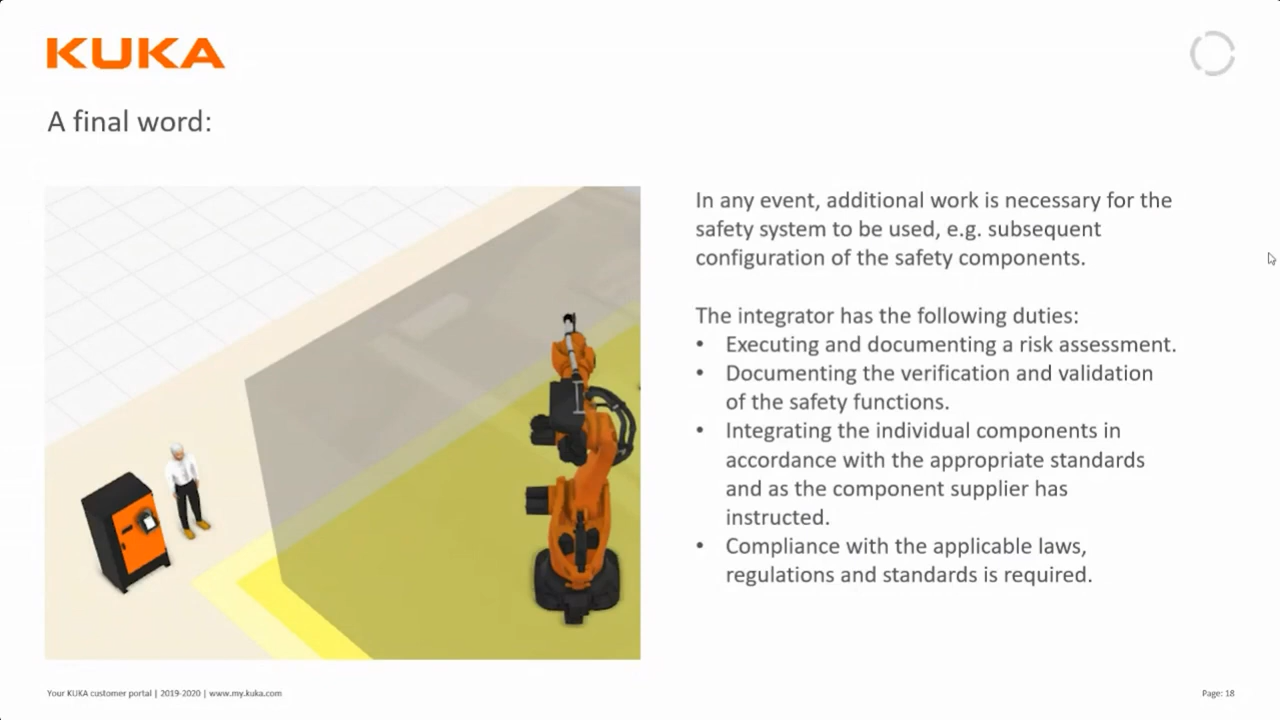 KUKA
A final word:
In any event, additional work is necessary for the
safety system to be used, e.g. subsequent
configuration of the safety components.
The integrator has the following duties:
• Executing and documenting a risk assessment.
• Documenting the verification and validation
of the safety functions.
• Integrating the individual components in
accordance with the appropriate standards
and as the component supplier has
instructed.
• Compliance with the applicable laws,
regulations and standards is required.
Your KUKA customer portal | 2019-2020 | www.my.kuka.com
Page: 18